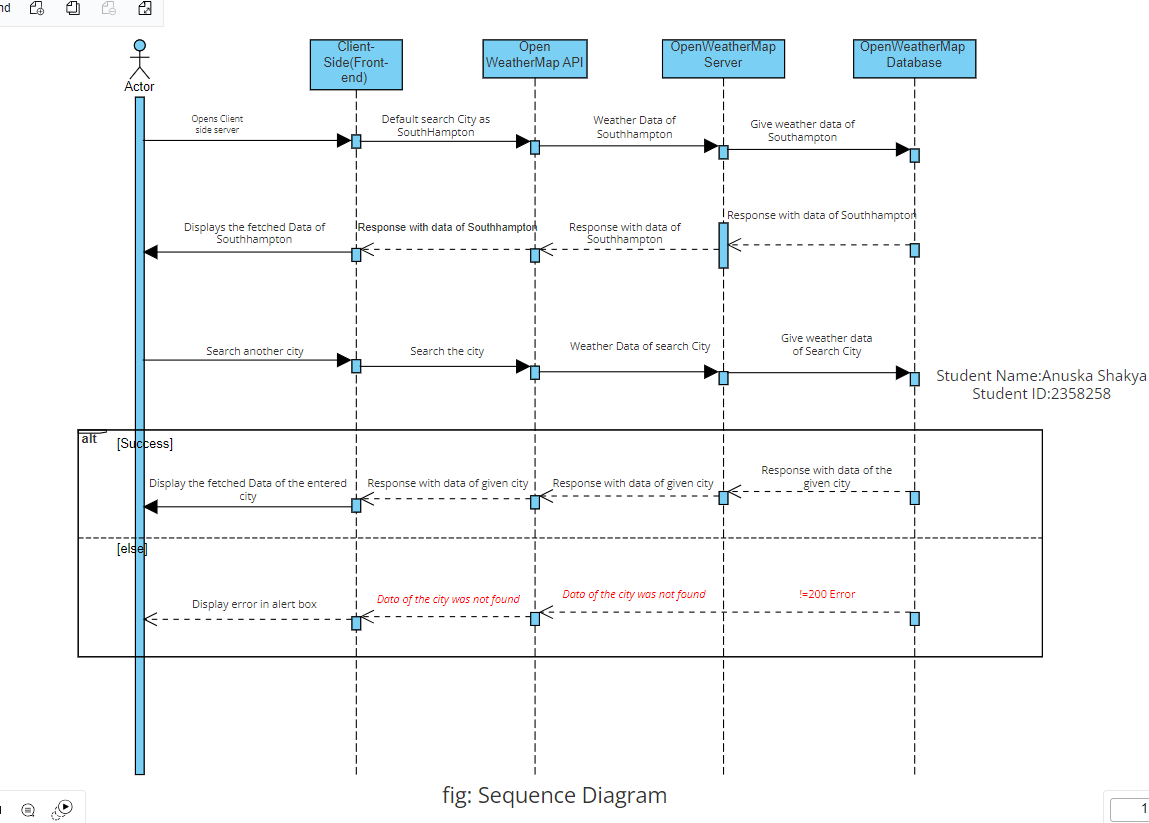 nd
Actor
Client-
Side(Front-
end)
Open
WeatherMap API
OpenWeatherMap
Server
OpenWeatherMap
Database
Opens Client
side server
Default search City as
SouthHampton
Weather Data of
Southhampton
Give weather data of
Southampton
Displays the fetched Data of
Southhampton
Response with data of Southhampton
Response with data of
Southhampton
Response with data of Southhampton
Search another city
Search the city
Weather Data of search City
Give weather data
of Search City
Student Name:Anuska Shakya
Student ID:2358258
alt
[Success]
Display the fetched Data of the entered
city
Response with data of given city
Response with data of given city
Response with data of the
given city
[else]
Display error in alert box
Data of the city was not found
Data of the city was not found
!=200 Error
fig: Sequence Diagram
1